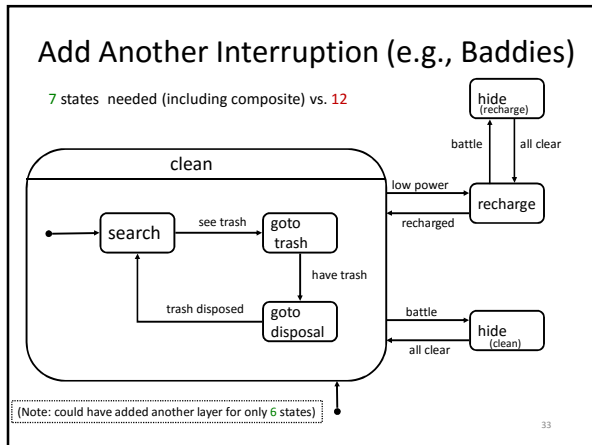 Add Another Interruption (e.g., Baddies)
7 states  needed (including composite) vs. 12
hide
(recharge)
battle
all clear
clean
low power
recharge
recharged
search
see trash
goto
trash
have trash
trash disposed
goto
disposal
battle
hide
(clean)
all clear
(Note: could have added another layer for only 6 states)
33